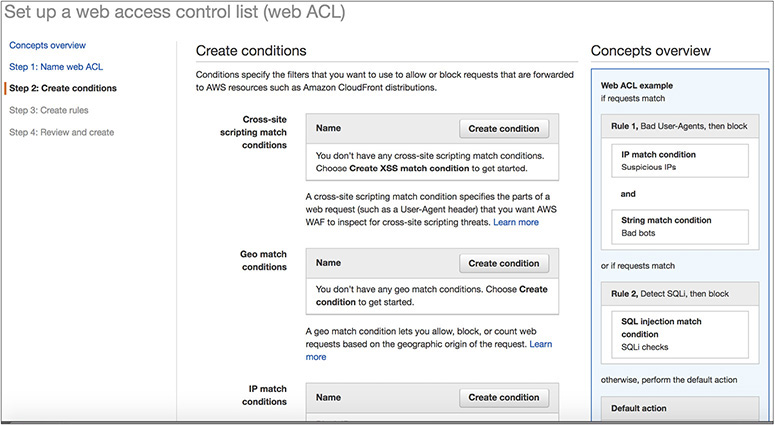 Set up a web access control list (web ACL)
Concepts overview
Step 1: Name web ACL
Step 2: Create conditions
Step 3: Create rules
Step 4: Review and create
Create conditions
Conditions specify the filters that you want to use to allow or block requests that are forwarded
to AWS resources such as Amazon CloudFront distributions.
Cross-site
scripting match
conditions
Name
Create condition
You don't have any cross-site scripting match conditions.
Choose Create XSS match condition to get started.
A cross-site scripting match condition specifies the parts of a
web request (such as a User-Agent header) that you want AWS
WAF to inspect for cross-site scripting threats. Learn more
Geo match
conditions
Name
Create condition
You don't have any geo match conditions. Choose Create
condition to get started.
A geo match condition lets you allow, block, or count web
requests based on the geographic origin of the request. Learn
more
IP match
conditions
Name
Create condition
Concepts overview
Web ACL example
if requests match
Rule 1, Bad User-Agents, then block
IP match condition
Suspicious IPs
and
String match condition
Bad bots
or if requests match
Rule 2, Detect SQLi, then block
SQL injection match
condition
SQLi checks
otherwise, perform the default action
Default action